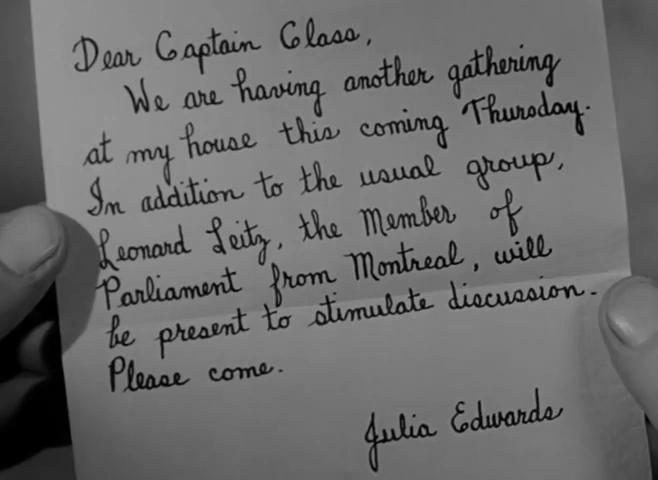 Dear Captain Class,
We are having another gathering
at my house this coming Thursday.
In addition to the usual group,
Leonard Leitz, the Member of
Parliament from Montreal, will
be present to stimulate discussion.
Please come.
Julia Edwards